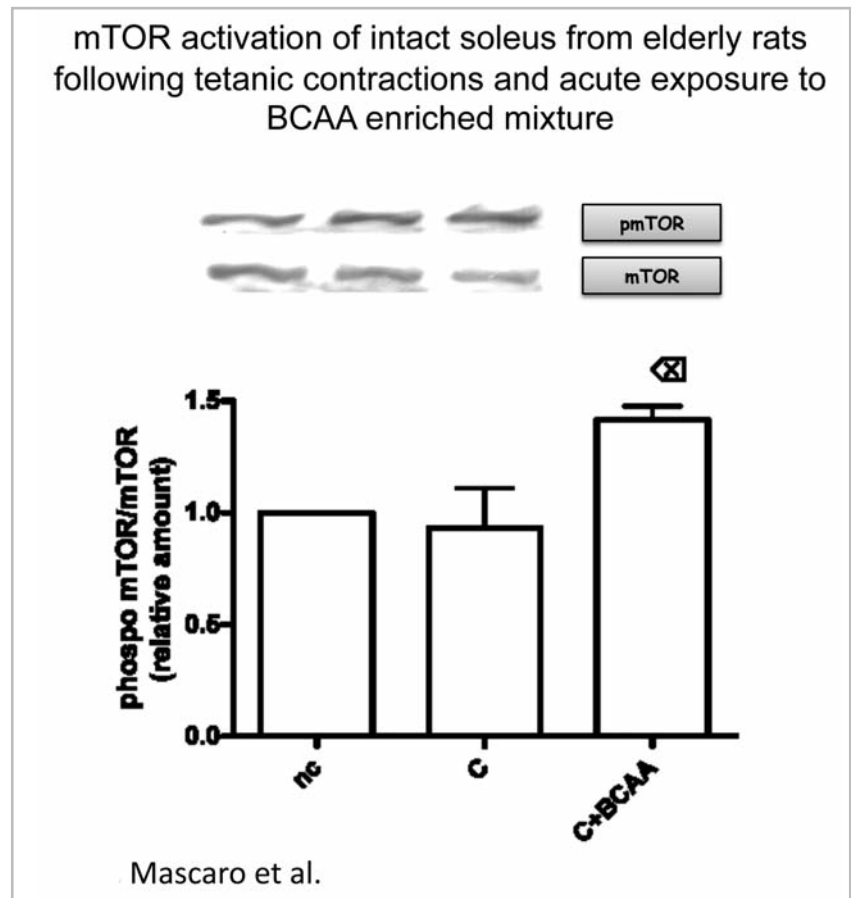 mTOR activation of intact soleus from elderly rats
following tetanic contractions and acute exposure to
BCAA enriched mixture
pmTOR
mTOR
phospo mTOR/mTOR
(relative amount)
1.5
1.0
0.5
0.0
nc
C
C+BCAA
Mascaro et al.